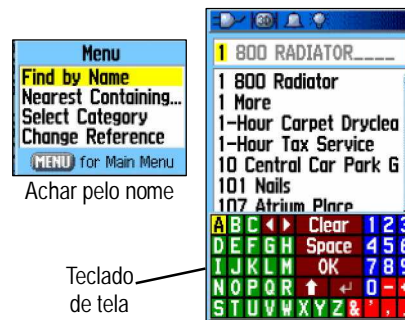 Menu
Find by Name
Nearest Containing...
Select Category
Change Reference
MENU for Main Menu
Achar pelo nome
3D
1 800 RADIATOR____
1 800 Radiator
1 More
1-Hour Carpet Dryclea
1-Hour Tax Service
10 Central Car Park G
101 Nails
107 Atrium Place
A B C Clear 1 2 3
D E F G H Space 4 5 6
I J K L M OK 7 8 9
N O P Q R 0 - +
S T U V W X Y Z & ' , .
Teclado
de tela